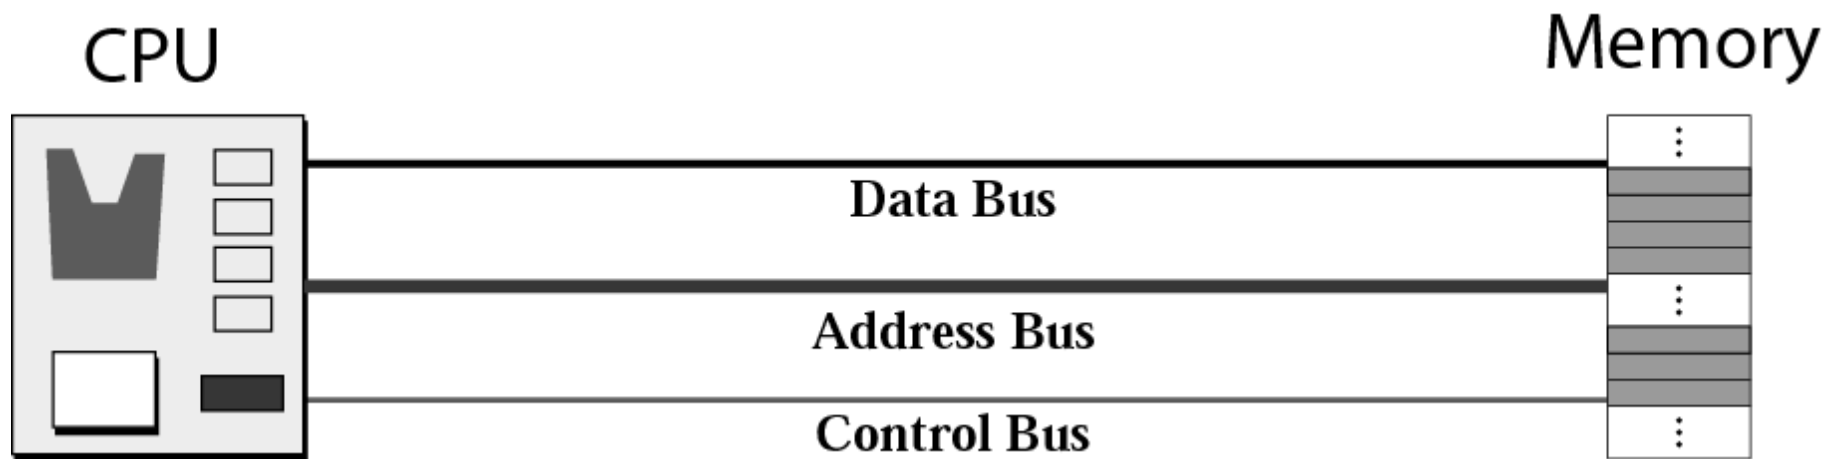 CPU
Memory
Data Bus
Address Bus
Control Bus